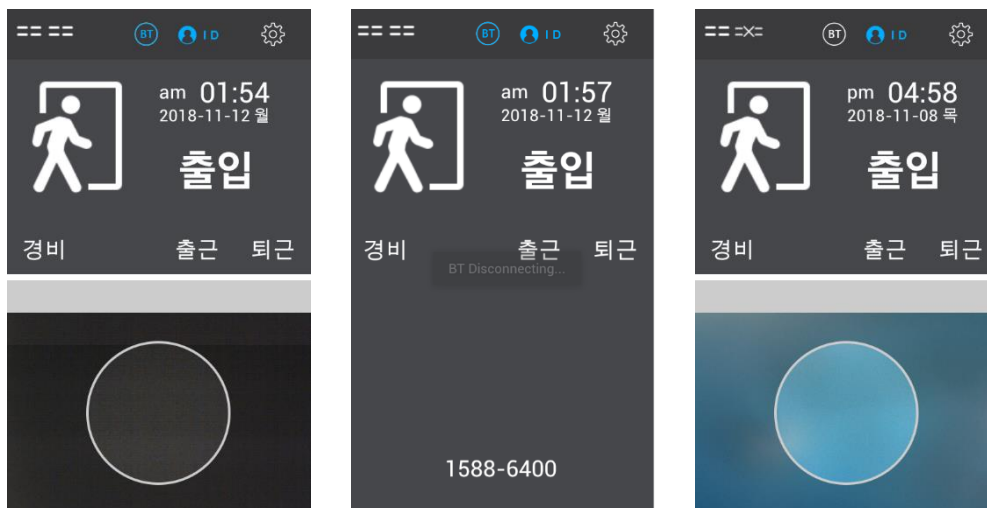 BT ID
am 01:54
2018-11-12 월
출입
경비 출근 퇴근
BT ID
am 01:57
2018-11-12 월
출입
경비 출근 퇴근
BT Disconnecting...
1588-6400
BT ID
pm 04:58
2018-11-08 목
출입
경비 출근 퇴근